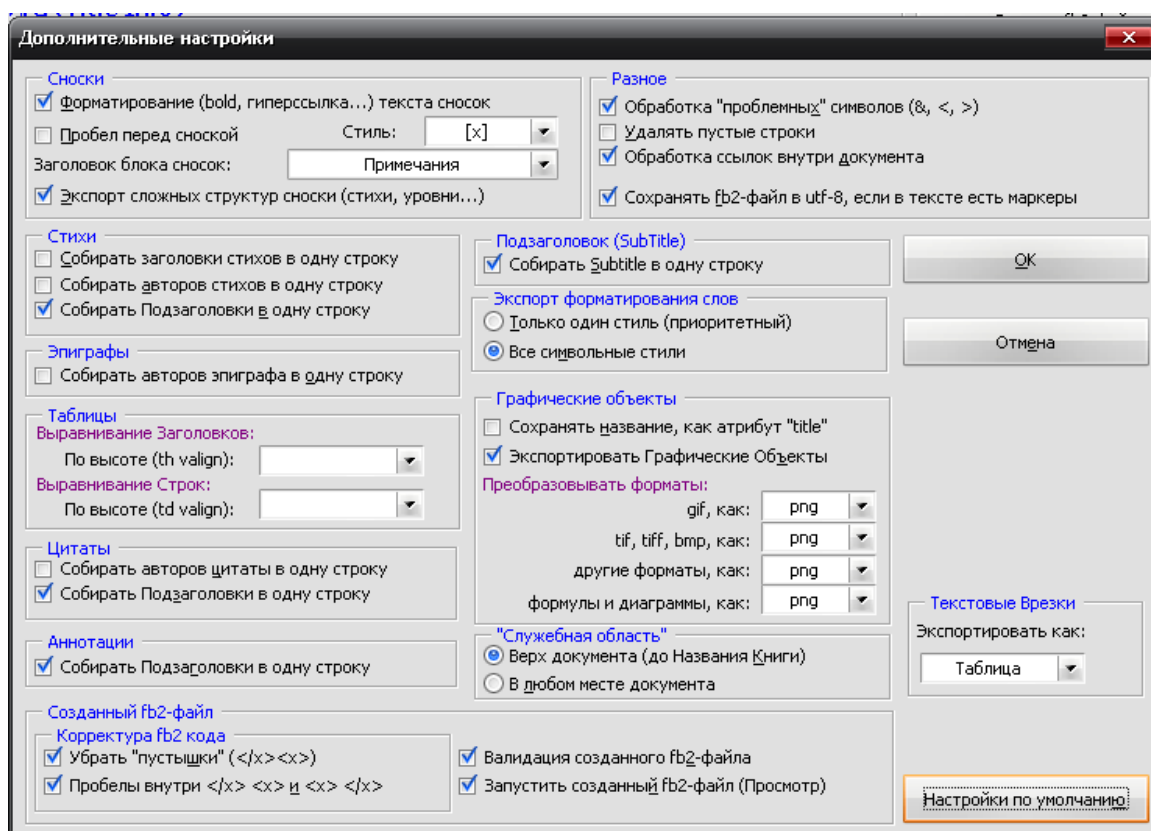 Дополнительные настройки
Сноски
Форматирование (bold, гиперссылка...) текста сносок
Пробел перед сноской Стиль: [x]
Заголовок блока сносок: Примечания
Экспорт сложных структур сноски (стихи, уровни...)
Разное
Обработка "проблемных" символов (&, <, >)
Удалять пустые строки
Обработка ссылок внутри документа
Сохранять fb2-файл в utf-8, если в тексте есть маркеры
Стихи
Собирать заголовки стихов в одну строку
Собирать авторов стихов в одну строку
Собирать Подзаголовки в одну строку
Эпиграфы
Собирать авторов эпиграфа в одну строку
Таблицы
Выравнивание Заголовков:
По высоте (th valign):
Выравнивание Строк:
По высоте (td valign):
Цитаты
Собирать авторов цитаты в одну строку
Собирать Подзаголовки в одну строку
Аннотации
Собирать Подзаголовки в одну строку
Подзаголовок (SubTitle)
Собирать Subtitle в одну строку
Экспорт форматирования слов
Только один стиль (приоритетный)
Все символьные стили
Графические объекты
Сохранять название, как атрибут "title"
Экспортировать Графические Объекты
Преобразовывать форматы:
gif, как: png
tif, tiff, bmp, как: png
другие форматы, как: png
формулы и диаграммы, как: png
"Служебная область"
Верх документа (до Названия Книги)
В любом месте документа
OK
Отмена
Текстовые Врезки
Экспортировать как:
Таблица
Созданный fb2-файл
Корректура fb2 кода
Убрать "пустышки" (</x><x>)
Пробелы внутри </x> <x> и <x> </x>
Валидация созданного fb2-файла
Запустить созданный fb2-файл (Просмотр)
Настройки по умолчанию